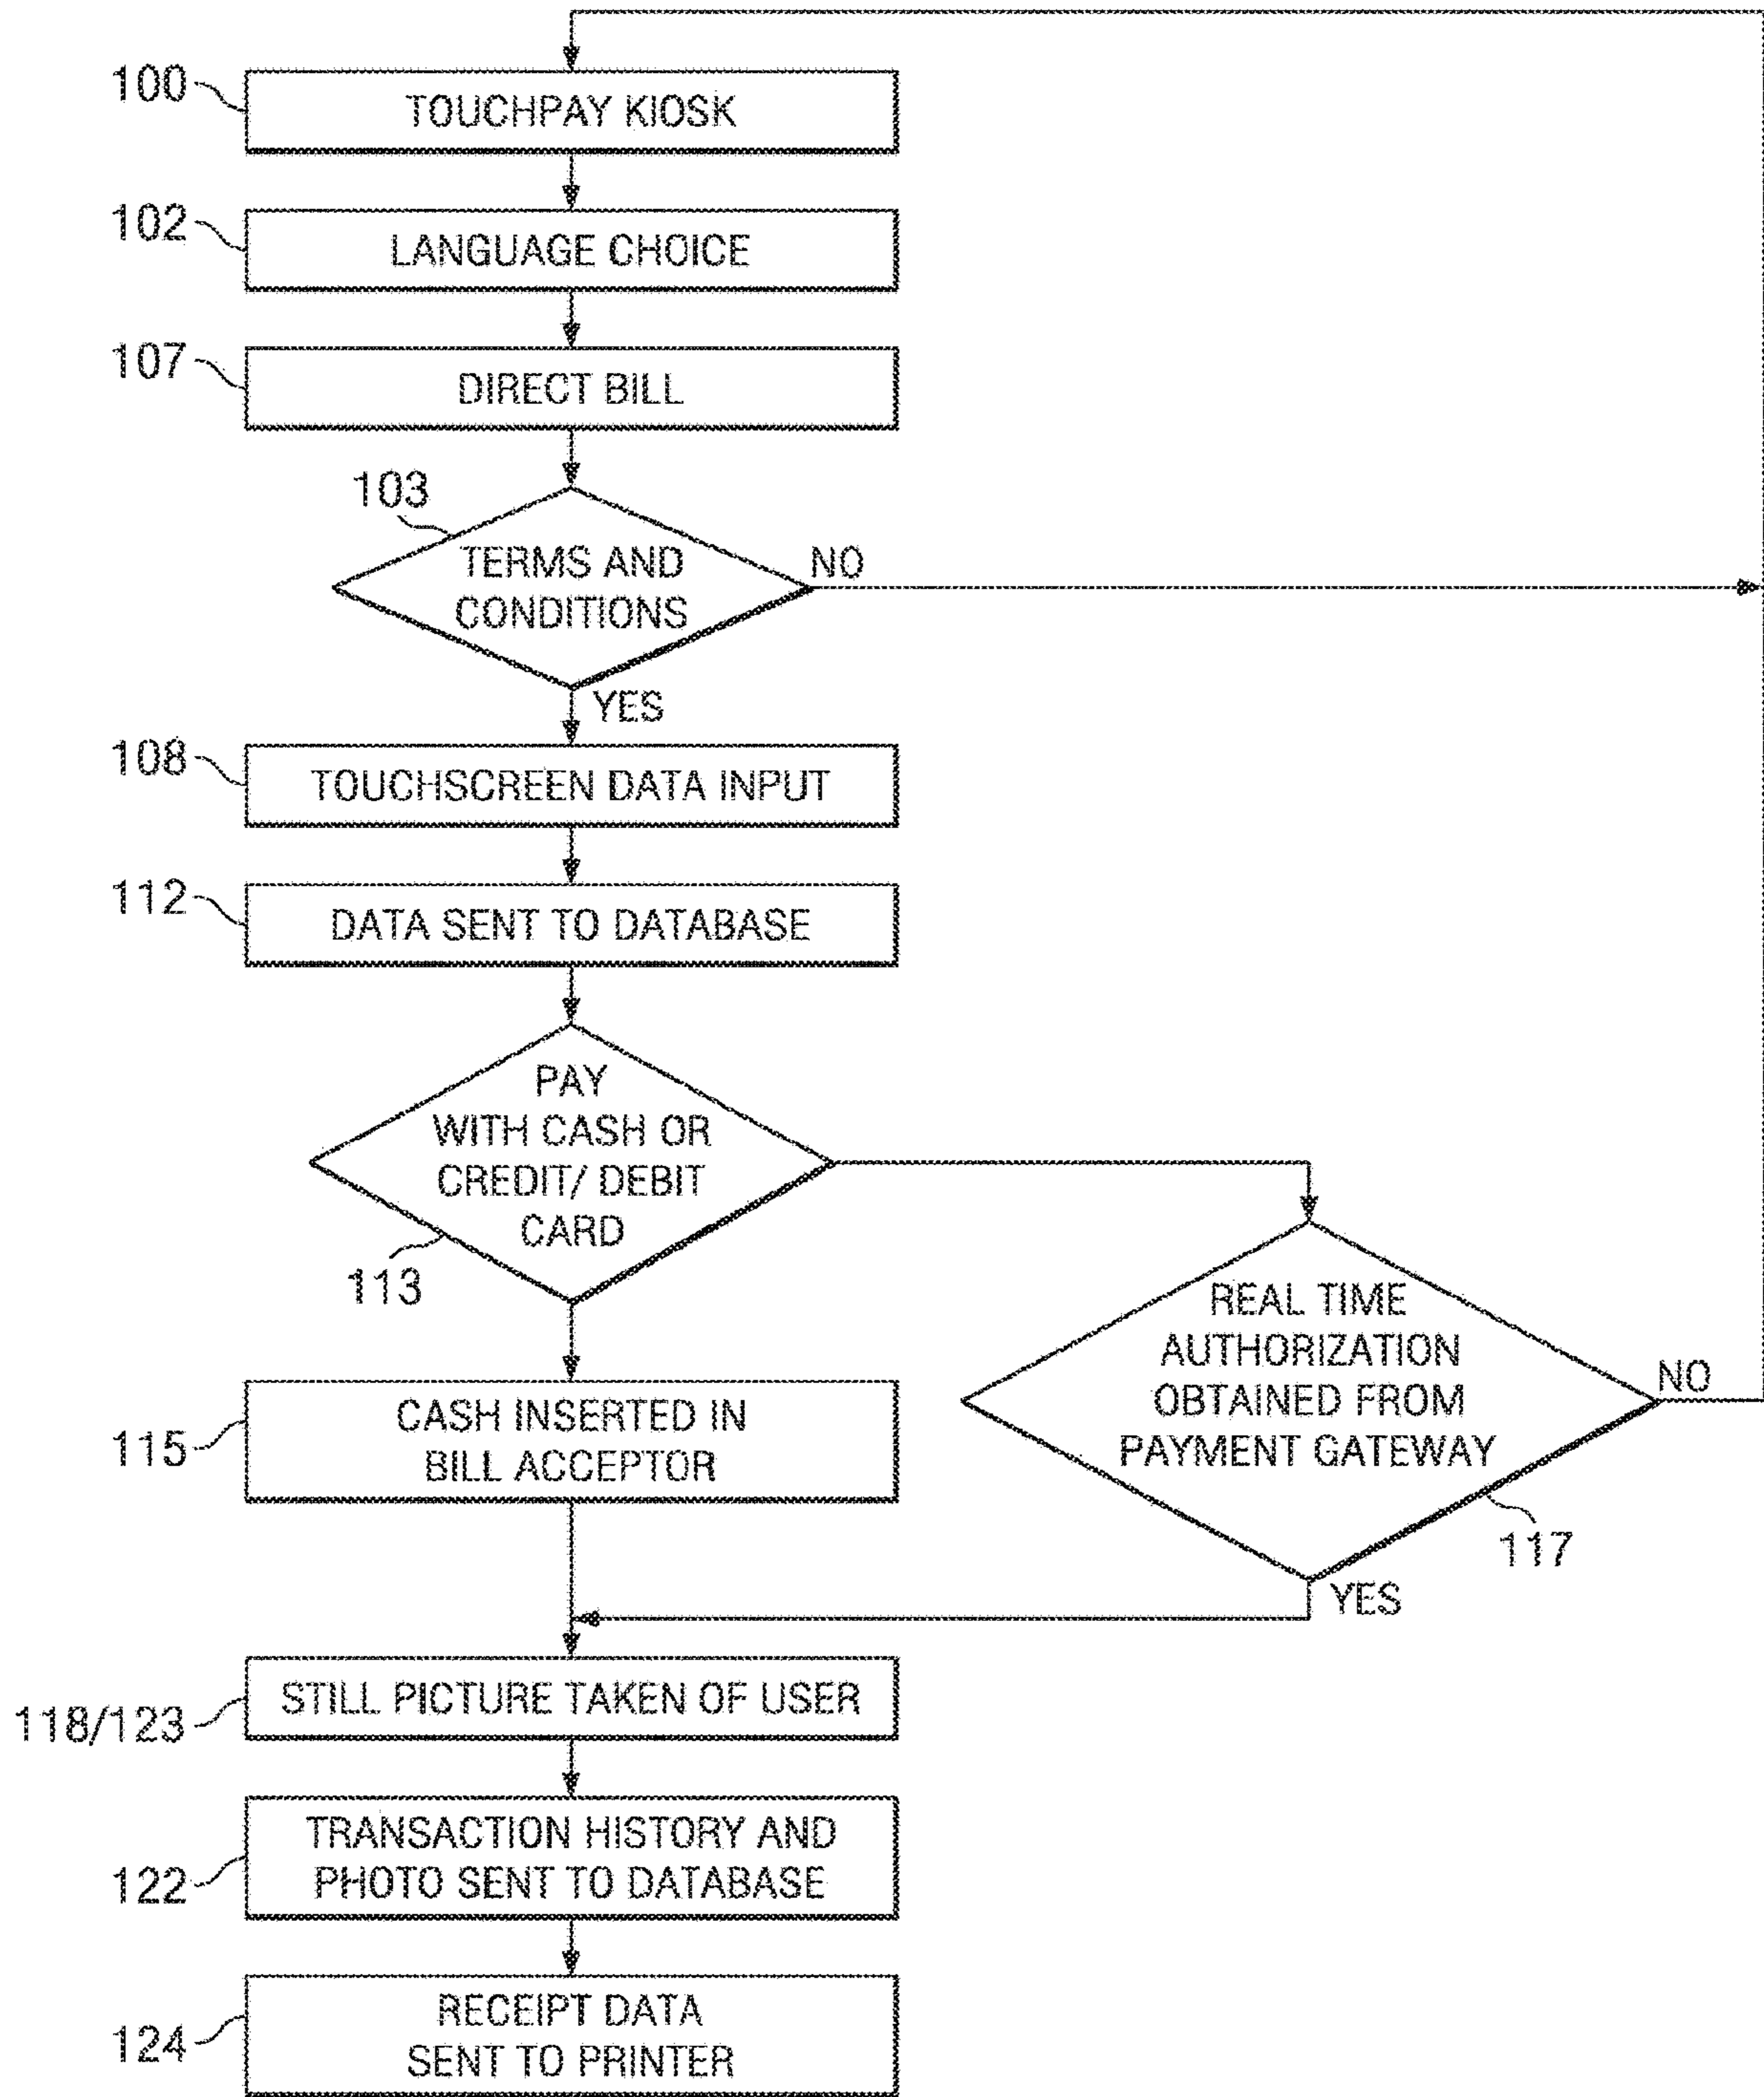 100
TOUCHPAY KIOSK
102
LANGUAGE CHOICE
107
DIRECT BILL
103
TERMS AND
CONDITIONS
NO
YES
108
TOUCHSCREEN DATA INPUT
112
DATA SENT TO DATABASE
PAY
WITH CASH OR
CREDIT/ DEBIT
CARD
113
REAL TIME
AUTHORIZATION
OBTAINED FROM
PAYMENT GATEWAY
NO
117
YES
115
CASH INSERTED IN
BILL ACCEPTOR
118/123
STILL PICTURE TAKEN OF USER
122
TRANSACTION HISTORY AND
PHOTO SENT TO DATABASE
124
RECEIPT DATA
SENT TO PRINTER